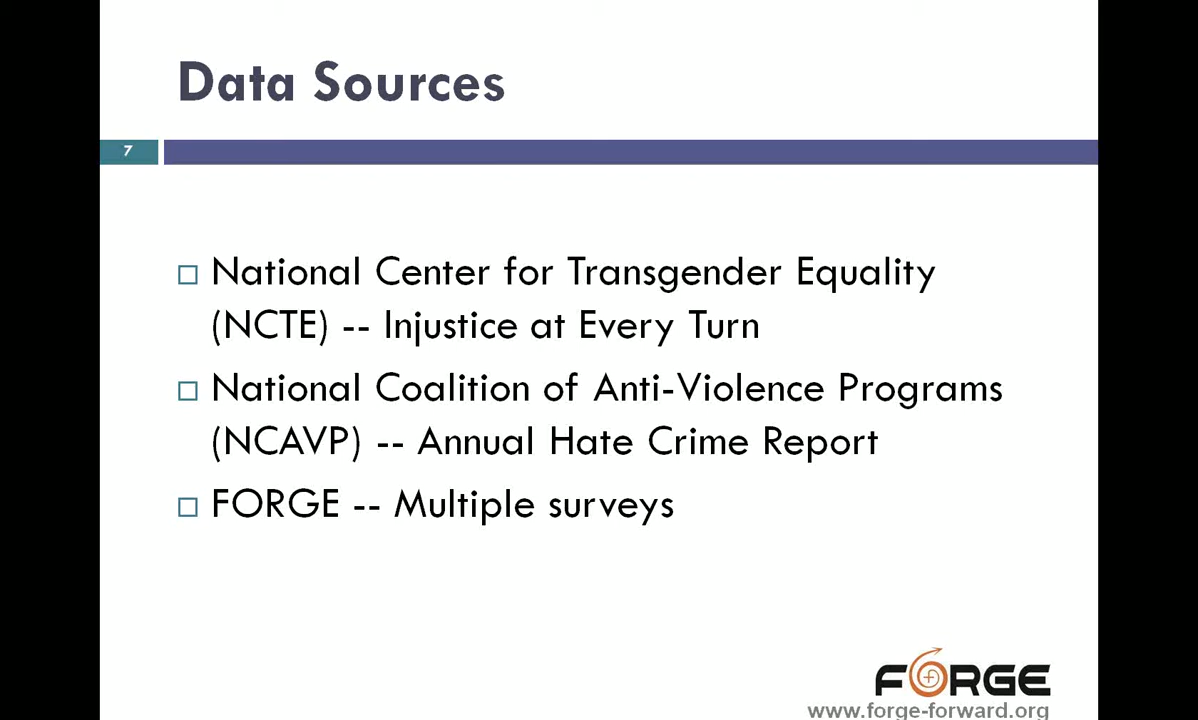 Data Sources
7
National Center for Transgender Equality
(NCTE) -- Injustice at Every Turn
National Coalition of Anti-Violence Programs
(NCAVP) -- Annual Hate Crime Report
FORGE -- Multiple surveys
FORGE
www.forge-forward.org